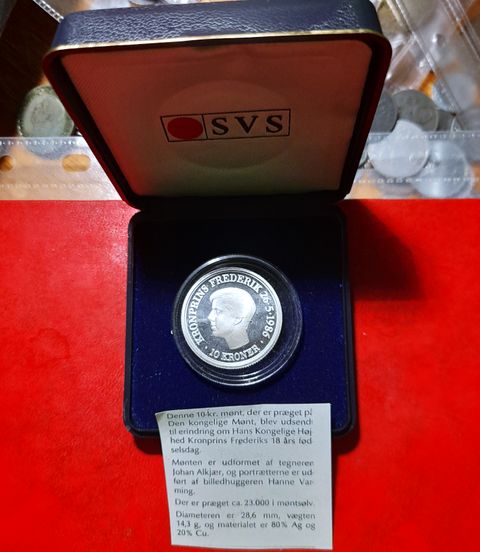 SVS
KRONPRINS FREDERIK 26·5·1986
· 10 KRONER ·
Denne 10-kr. mønt, der er præget på
Den kongelige Mønt, blev udsendt
til erindring om Hans Kongelige Høj-
hed Kronprins Frederiks 18 års fød-
selsdag.
Mønten er udformet af tegneren
Johan Alkjær, og portrætterne er ud-
ført af billedhuggeren Hanne Var-
ming.
Der er præget ca. 23.000 i møntsølv.
Diameteren er 28,6 mm, vægten
14,3 g, og materialet er 80% Ag og
20% Cu.